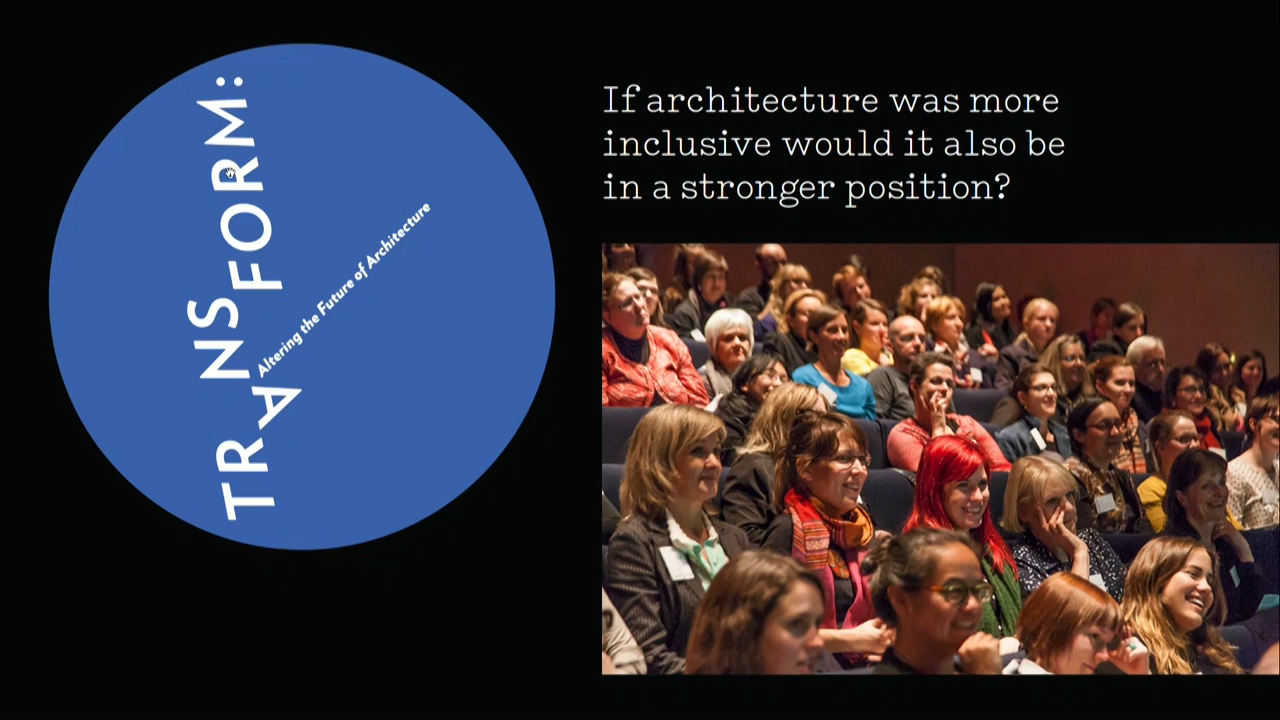 TRANSFORM:
Altering the Future of Architecture
If architecture was more
inclusive would it also be
in a stronger position?